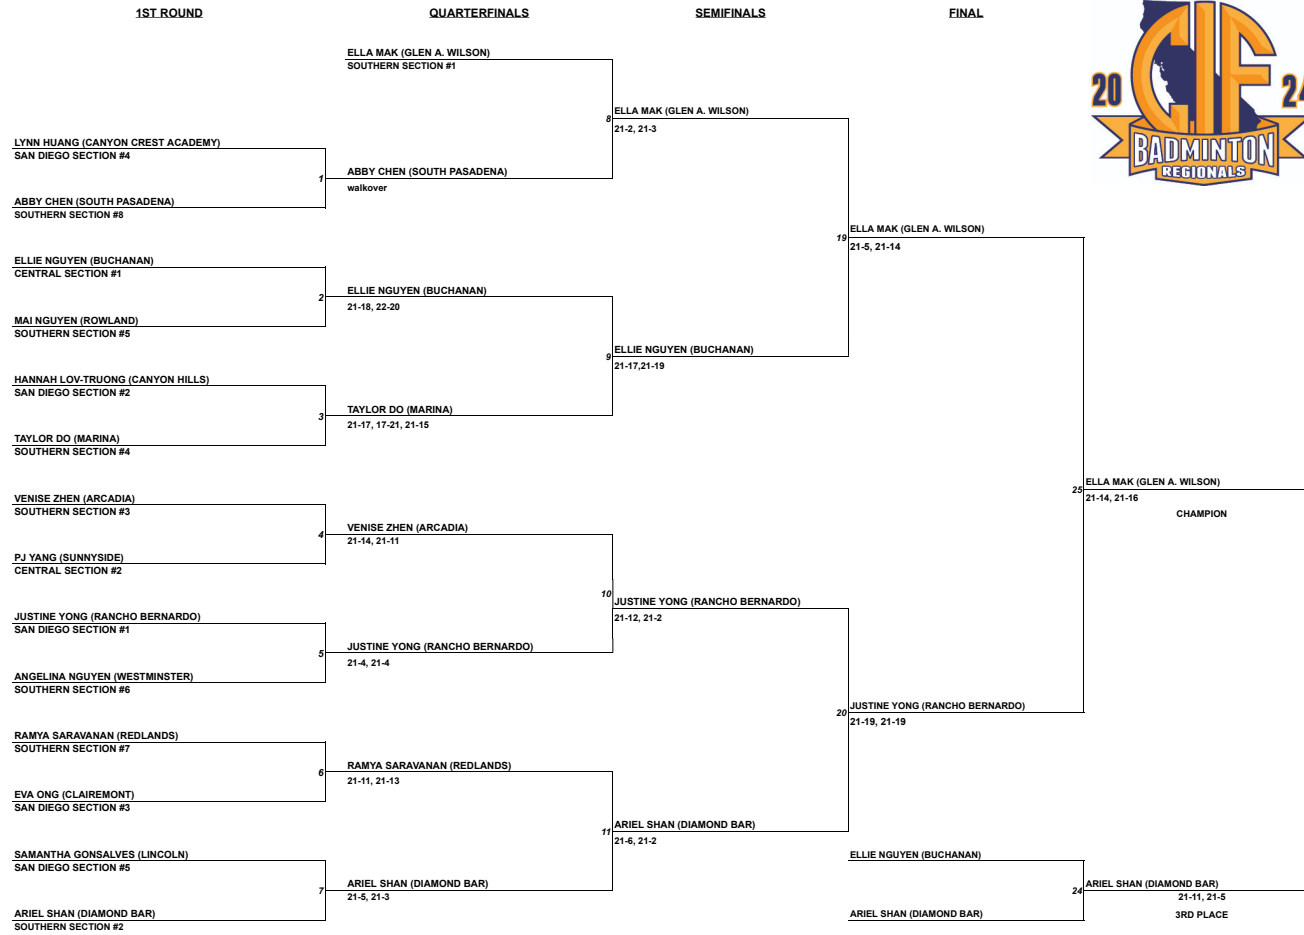 1ST ROUND
QUARTERFINALS
SEMIFINALS
FINAL
20
CIF
BADMINTON
REGIONALS
ELLA MAK (GLEN A. WILSON)
SOUTHERN SECTION #1
LYNN HUANG (CANYON CREST ACADEMY)
SAN DIEGO SECTION #4
1
ABBY CHEN (SOUTH PASADENA)
SOUTHERN SECTION #8
ELLIE NGUYEN (BUCHANAN)
CENTRAL SECTION #1
2
MAI NGUYEN (ROWLAND)
SOUTHERN SECTION #5
HANNAH LOV-TRUONG (CANYON HILLS)
SAN DIEGO SECTION #2
3
TAYLOR DO (MARINA)
SOUTHERN SECTION #4
VENISE ZHEN (ARCADIA)
SOUTHERN SECTION #3
4
PJ YANG (SUNNYSIDE)
CENTRAL SECTION #2
JUSTINE YONG (RANCHO BERNARDO)
SAN DIEGO SECTION #1
5
ANGELINA NGUYEN (WESTMINSTER)
SOUTHERN SECTION #6
RAMYA SARAVANAN (REDLANDS)
SOUTHERN SECTION #7
6
EVA ONG (CLAIREMONT)
SAN DIEGO SECTION #3
SAMANTHA GONSALVES (LINCOLN)
SAN DIEGO SECTION #5
7
ARIEL SHAN (DIAMOND BAR)
SOUTHERN SECTION #2
ABBY CHEN (SOUTH PASADENA)
walkover
ELLIE NGUYEN (BUCHANAN)
21-18, 22-20
TAYLOR DO (MARINA)
21-17, 17-21, 21-15
VENISE ZHEN (ARCADIA)
21-14, 21-11
JUSTINE YONG (RANCHO BERNARDO)
21-4, 21-4
RAMYA SARAVANAN (REDLANDS)
21-11, 21-13
ARIEL SHAN (DIAMOND BAR)
21-5, 21-3
8
ELLA MAK (GLEN A. WILSON)
21-2, 21-3
9
ELLIE NGUYEN (BUCHANAN)
21-17,21-19
10
JUSTINE YONG (RANCHO BERNARDO)
21-12, 21-2
11
ARIEL SHAN (DIAMOND BAR)
21-6, 21-2
19
ELLA MAK (GLEN A. WILSON)
21-5, 21-14
20
JUSTINE YONG (RANCHO BERNARDO)
21-19, 21-19
25
ELLA MAK (GLEN A. WILSON)
21-14, 21-16
CHAMPION
ELLIE NGUYEN (BUCHANAN)
24
ARIEL SHAN (DIAMOND BAR)
ARIEL SHAN (DIAMOND BAR)
21-11, 21-5
3RD PLACE